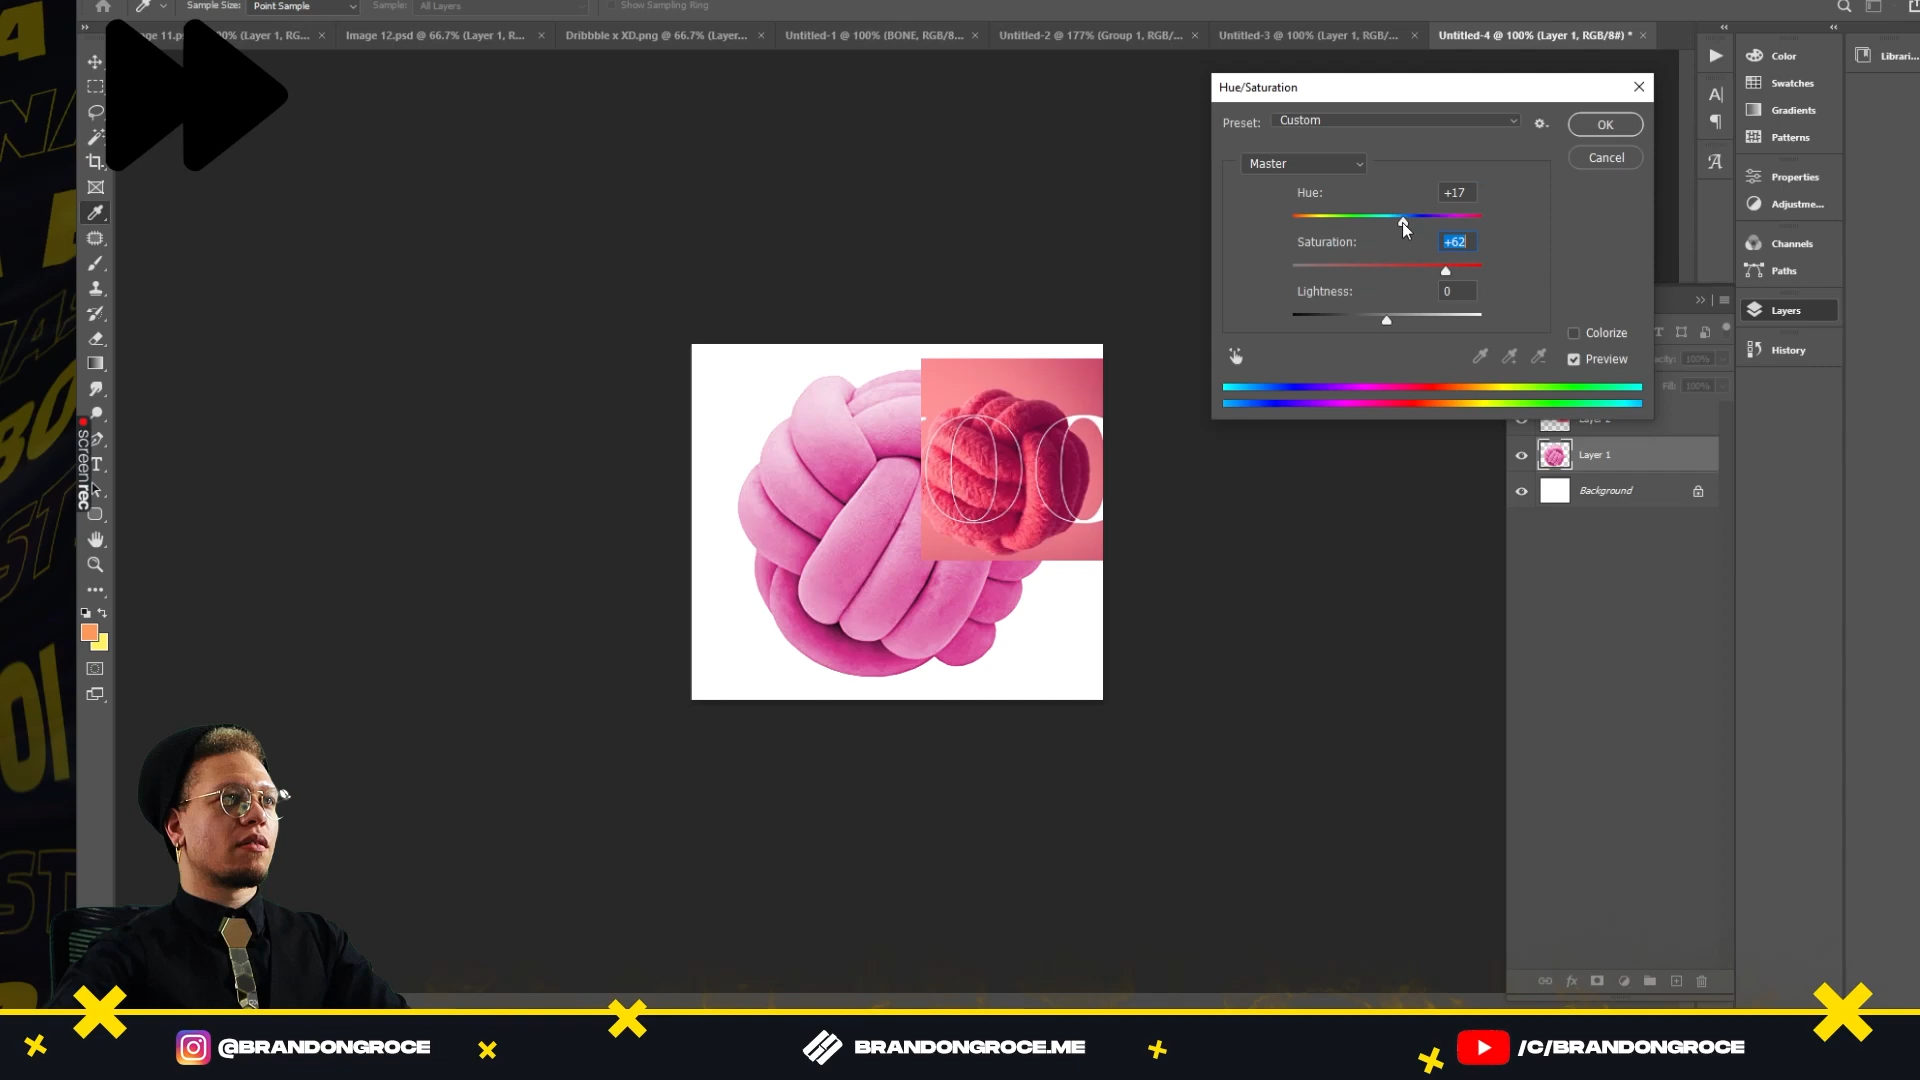 Sample Size: Point Sample Sample: All Layers Show Sampling Ring
00% (Layer 1, RG... × Image 12.psd @ 66.7% (Layer 1, R... × Dribbble x XD.png @ 66.7% (Layer... × Untitled-1 @ 100% (BONE, RGB/8... × Untitled-2 @ 177% (Group 1, RGB/... × Untitled-3 @ 100% (Layer 1, RGB/... × Untitled-4 @ 100% (Layer 1, RGB/8#) * ×
Hue/Saturation
Preset: Custom
OK
Master
Cancel
Hue: +17
Saturation: +62
Lightness: 0
Colorize
Preview
Color
Swatches
Gradients
Patterns
Properties
Adjustme...
Channels
Paths
Layers
History
Librari...
100%
Fill: 100%
Layer 1
Background
screenrec
OO
@BRANDONGROCE
BRANDONGROCE.ME
/C/BRANDONGROCE